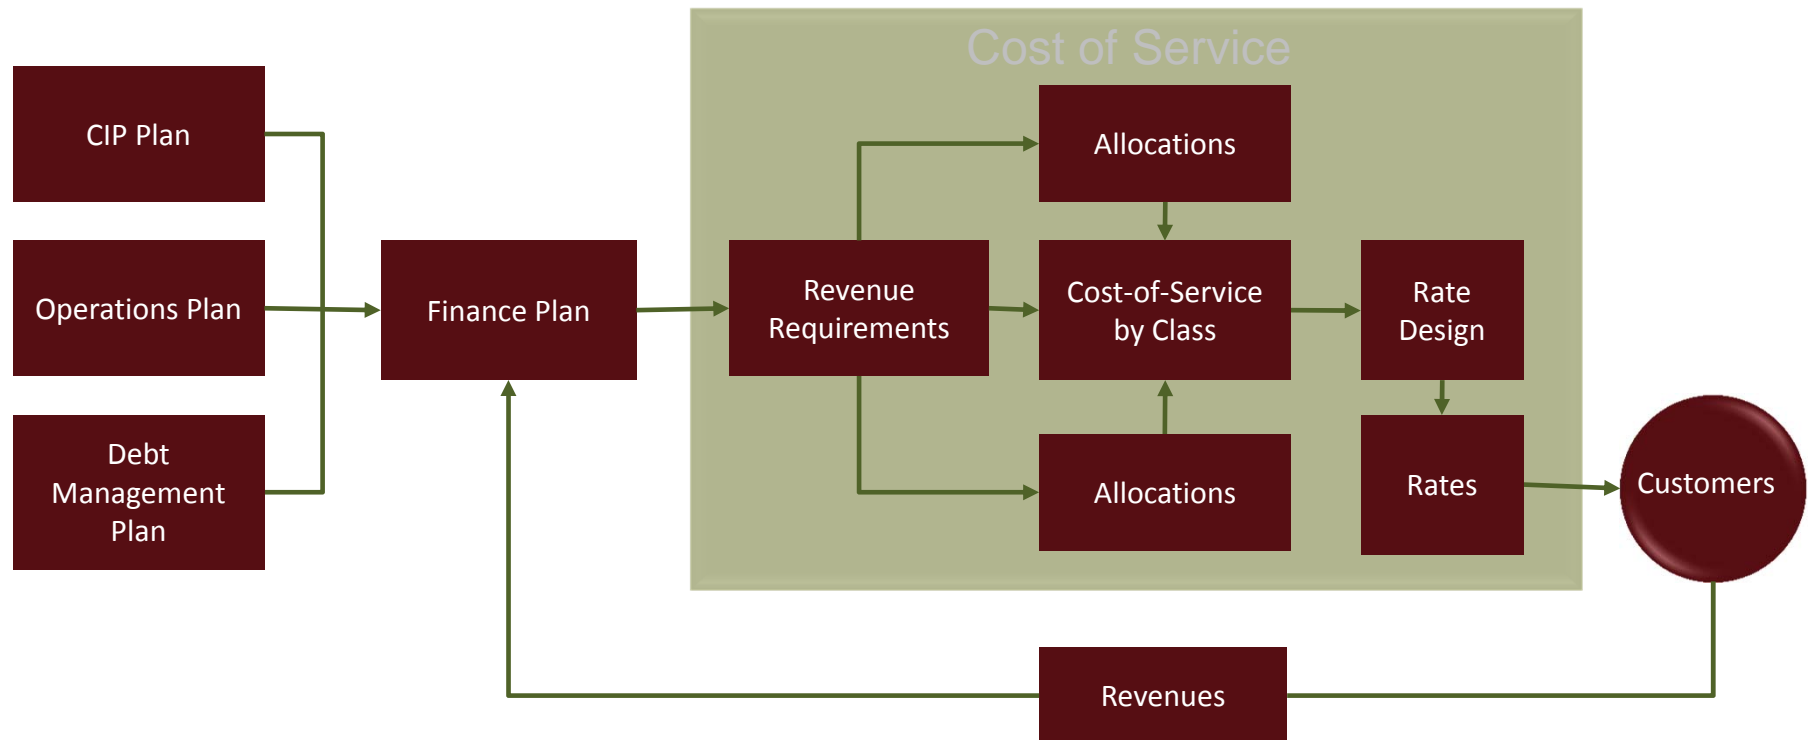 Cost of Service
CIP Plan
Allocations
Operations Plan
Finance Plan
Revenue
Requirements
Cost-of-Service
by Class
Rate
Design
Debt
Management
Plan
Allocations
Rates
Customers
Revenues